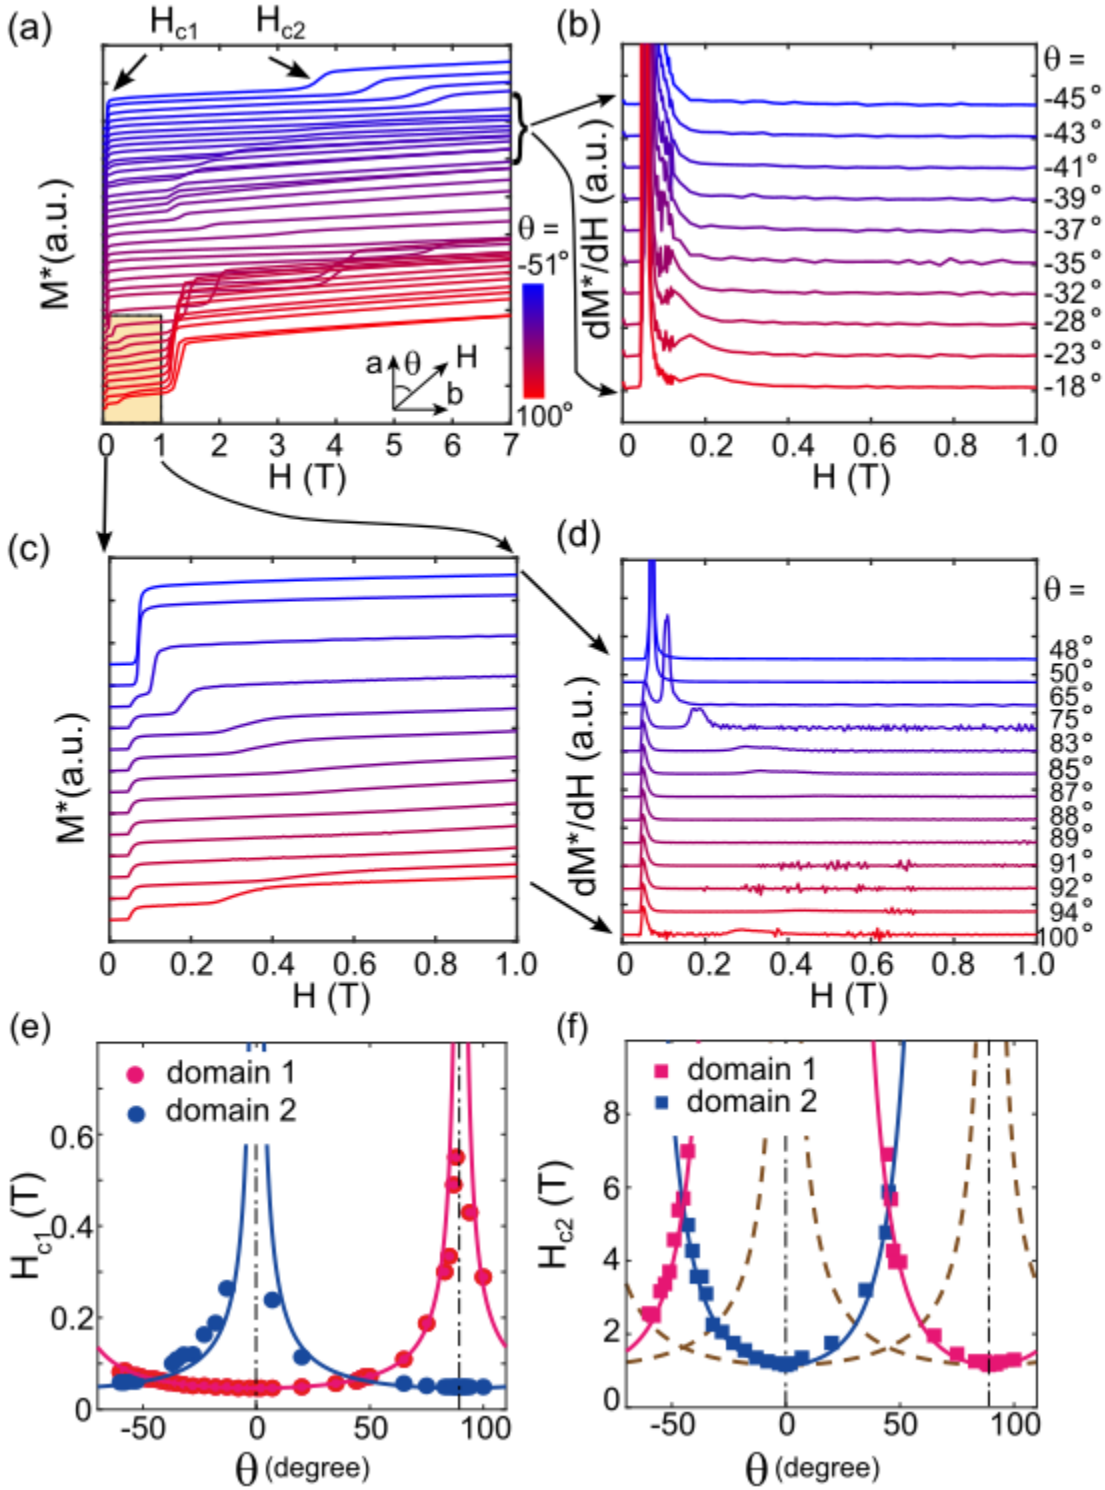 (a)
H_c1
H_c2
M*(a.u.)
θ =
-51°
100°
a
θ
H
b
0 1 2 3 4 5 6 7
H (T)
(b)
dM*/dH (a.u.)
θ =
-45°
-43°
-41°
-39°
-37°
-35°
-32°
-28°
-23°
-18°
0 0.2 0.4 0.6 0.8 1.0
H (T)
(c)
M*(a.u.)
0 0.2 0.4 0.6 0.8 1.0
H (T)
(d)
dM*/dH (a.u.)
θ =
48°
50°
65°
75°
83°
85°
87°
88°
89°
91°
92°
94°
100°
0 0.2 0.4 0.6 0.8 1.0
H (T)
(e)
domain 1
domain 2
H_c1 (T)
0.6
0.4
0.2
0
-50 0 50 100
θ (degree)
(f)
domain 1
domain 2
H_c2 (T)
8
6
4
2
0
-50 0 50 100
θ (degree)